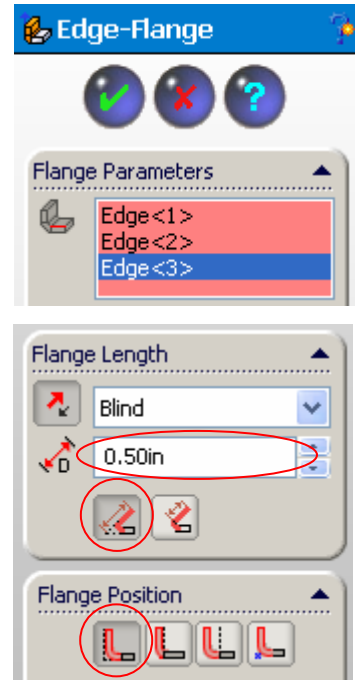 Edge-Flange
?
Flange Parameters
Edge<1>
Edge<2>
Edge<3>
Flange Length
Blind
D
0.50in
Flange Position